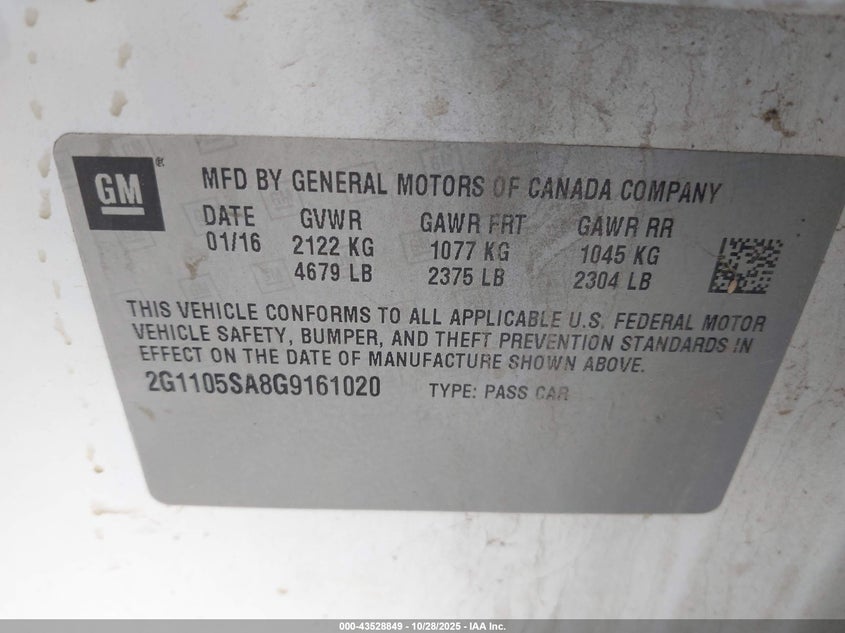 GM
MFD BY GENERAL MOTORS OF CANADA COMPANY
DATE GVWR GAWR FRT GAWR RR
01/16 2122 KG 1077 KG 1045 KG
4679 LB 2375 LB 2304 LB
THIS VEHICLE CONFORMS TO ALL APPLICABLE U.S. FEDERAL MOTOR
VEHICLE SAFETY, BUMPER, AND THEFT PREVENTION STANDARDS IN
EFFECT ON THE DATE OF MANUFACTURE SHOWN ABOVE.
2G1105SA8G9161020 TYPE: PASS CAR
000-43528849 - 10/28/2025 - IAA Inc.